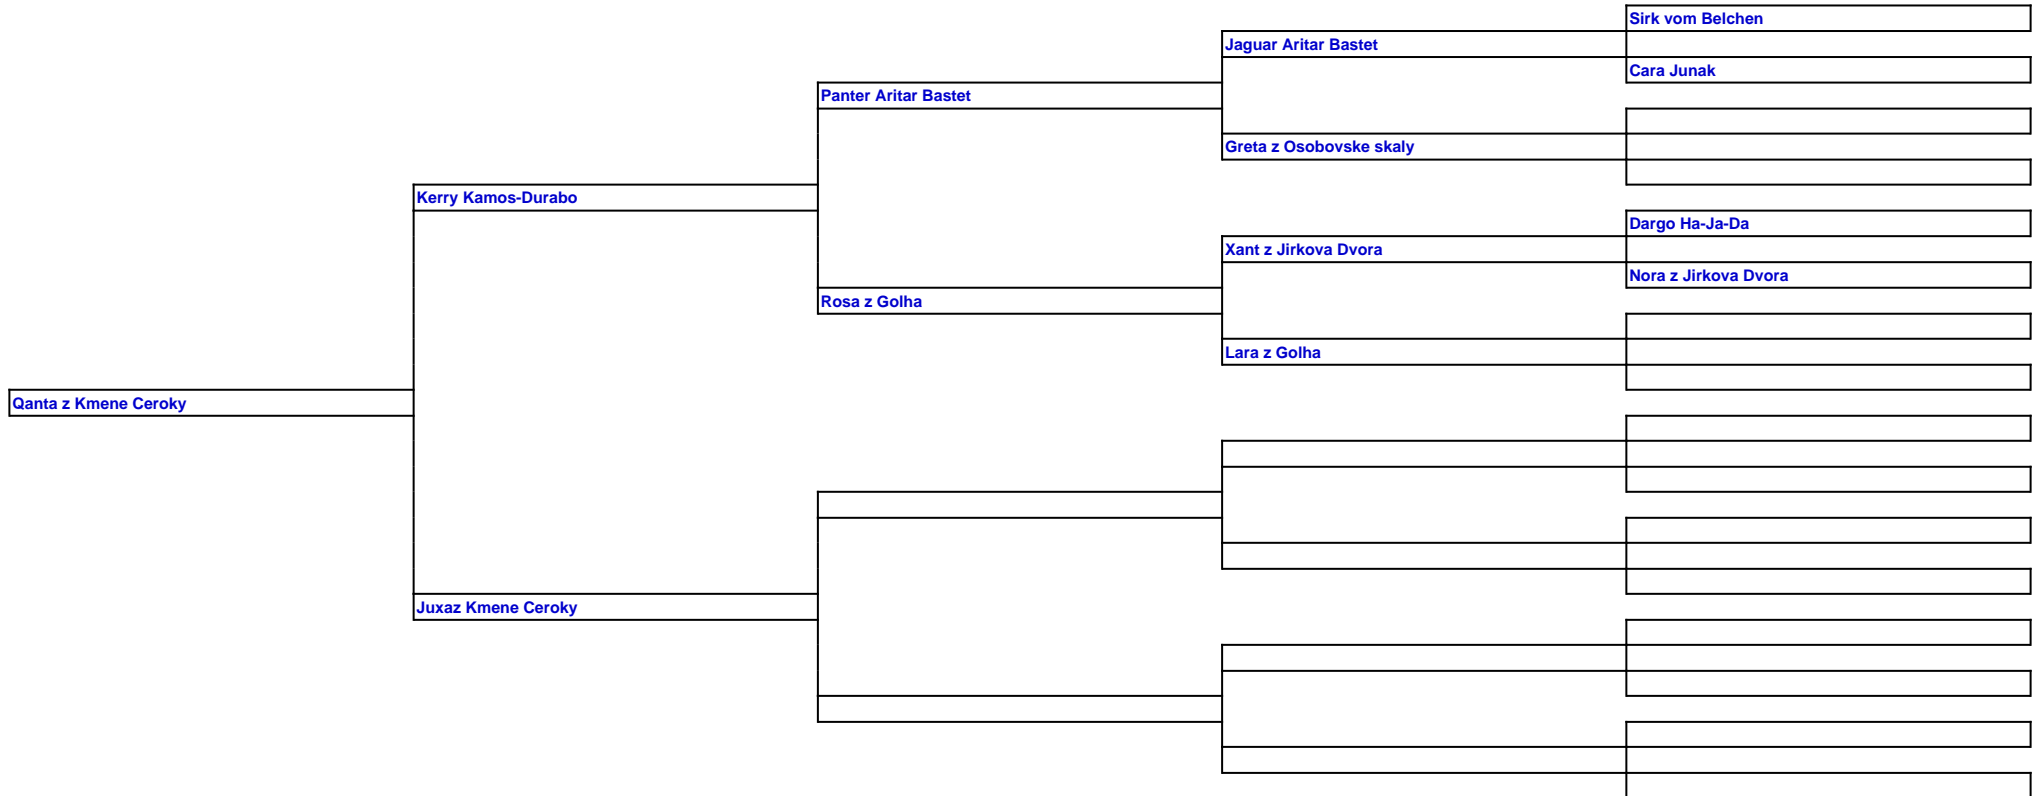 Sirk vom Belchen
Jaguar Aritar Bastet
Cara Junak
Panter Aritar Bastet
Greta z Osobovske skaly
Kerry Kamos-Durabo
Dargo Ha-Ja-Da
Xant z Jirkova Dvora
Nora z Jirkova Dvora
Rosa z Golha
Lara z Golha
Qanta z Kmene Ceroky
Juxaz Kmene Ceroky